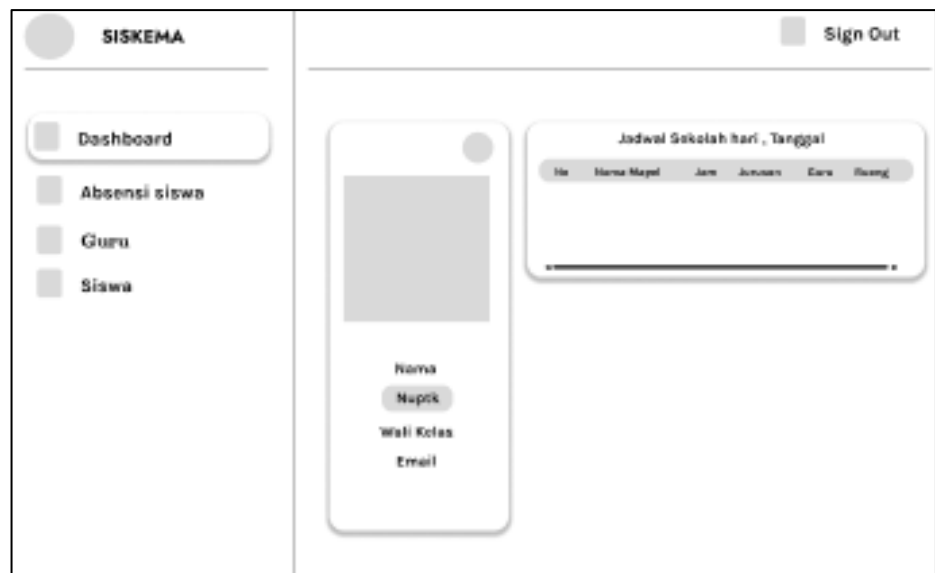 SISKEMA
Sign Out
Dashboard
Absensi siswa
Guru
Siswa
Nama
Nuptk
Wali Kelas
Email
Jadwal Sekolah hari , Tanggal
No Nama Mapel Jam Jurusan Guru Ruang